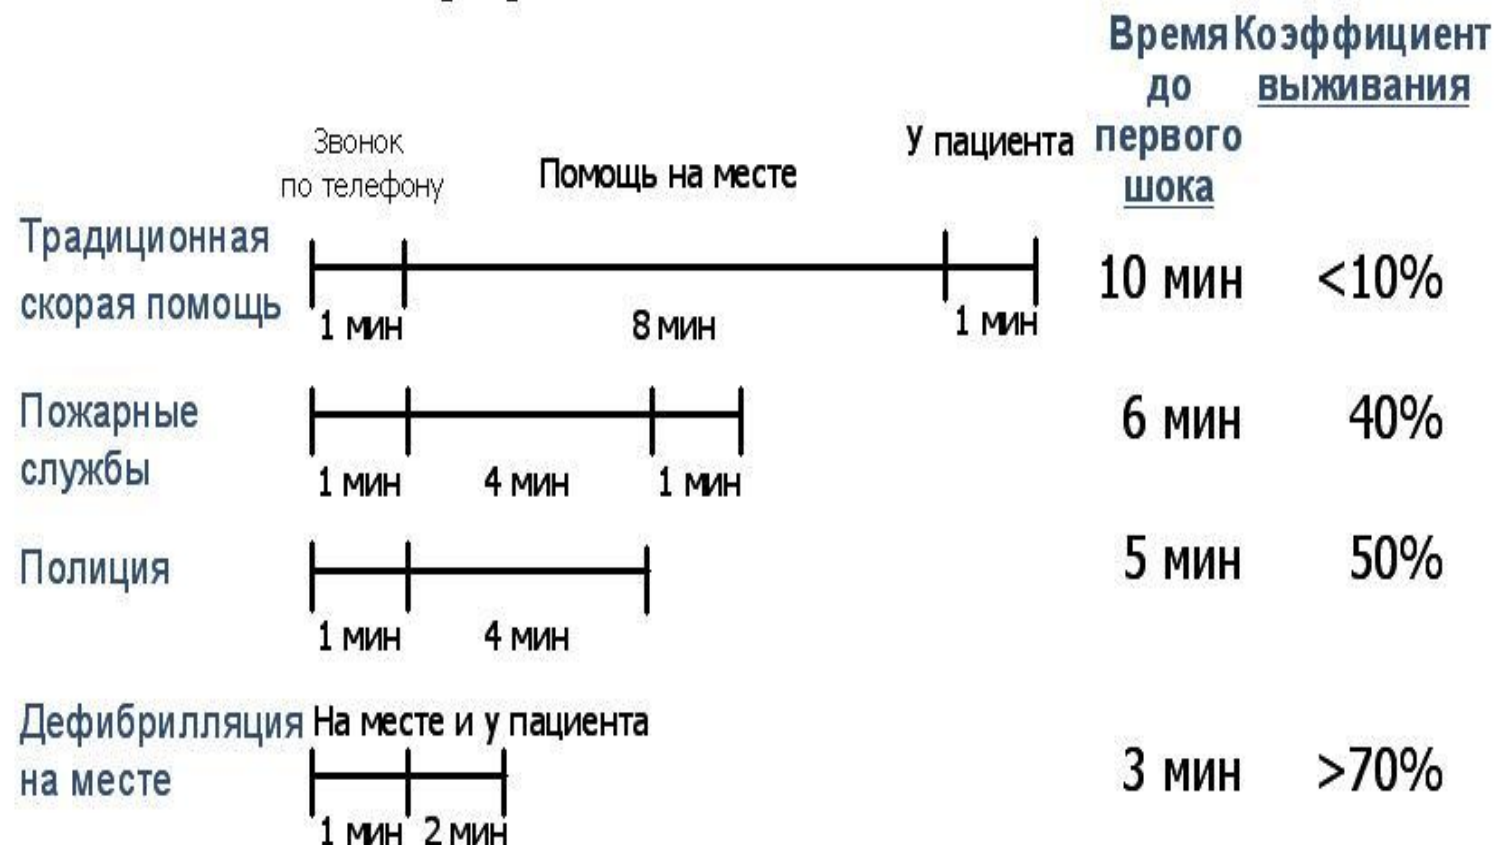 Время Коэффициент
до выживания
первого
шока
Звонок
по телефону
Помощь на месте
У пациента
Традиционная
скорая помощь
1 мин 8 мин 1 мин
10 мин <10%
Пожарные
службы
1 мин 4 мин 1 мин
6 мин 40%
Полиция
1 мин 4 мин
5 мин 50%
Дефибрилляция На месте и у пациента
на месте
1 мин 2 мин
3 мин >70%